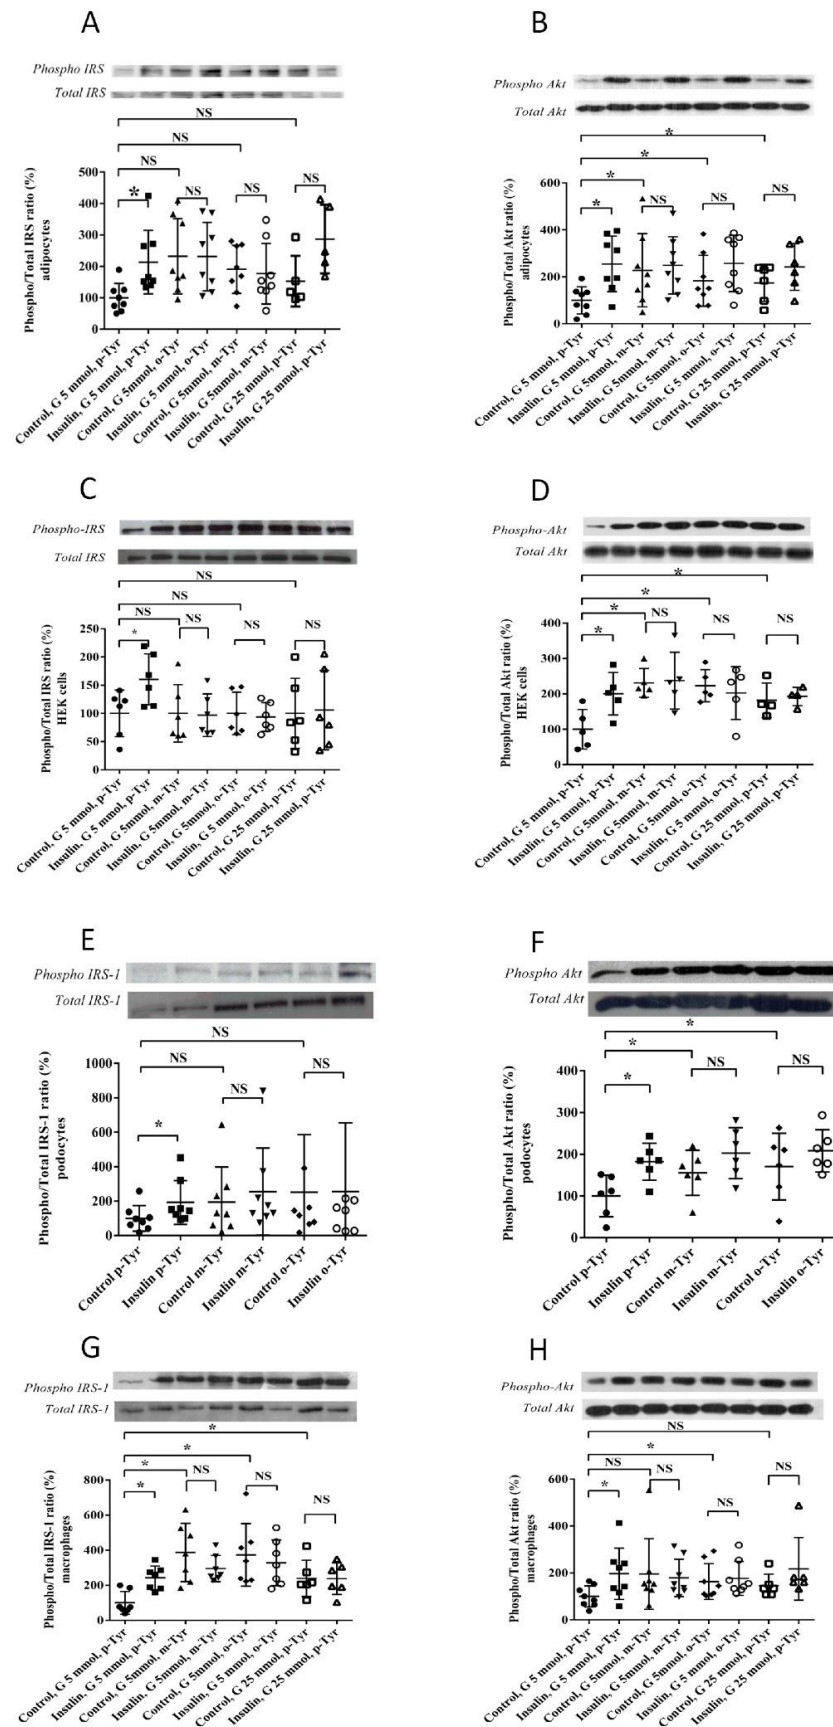 A
Phospho IRS
Total IRS
NS
NS
NS
*
NS
NS
NS
500
400
300
200
100
0
Phospho/Total IRS ratio (%)
adipocytes
Control, G 5 mmol, p-Tyr
Insulin, G 5 mmol, p-Tyr
Control, G 5mmol, o-Tyr
Insulin, G 5 mmol, o-Tyr
Control, G 5mmol, m-Tyr
Insulin, G 5mmol, m-Tyr
Control, G 25 mmol, p-Tyr
Insulin, G 25 mmol, p-Tyr
B
Phospho Akt
Total Akt
*
*
*
*
NS
NS
NS
600
400
200
0
Phospho/Total Akt ratio (%)
adipocytes
Control, G 5 mmol, p-Tyr
Insulin, G 5 mmol, p-Tyr
Control, G 5mmol, m-Tyr
Insulin, G 5 mmol, m-Tyr
Control, G 5mmol, o-Tyr
Insulin, G 5 mmol, o-Tyr
Control, G 25 mmol, p-Tyr
Insulin, G 25 mmol, p-Tyr
C
Phospho-IRS
Total IRS
NS
NS
NS
*
NS
NS
NS
250
200
150
100
50
0
Phospho/Total IRS ratio (%)
HEK cells
Control, G 5 mmol, p-Tyr
Insulin, G 5 mmol, p-Tyr
Control, G 5mmol, m-Tyr
Insulin, G 5 mmol, m-Tyr
Control, G 5mmol, o-Tyr
Insulin, G 5 mmol, o-Tyr
Control, G 25 mmol, p-Tyr
Insulin, G 25 mmol, p-Tyr
D
Phospho-Akt
Total Akt
*
*
*
*
NS
NS
NS
400
300
200
100
0
Phospho/Total Akt ratio (%)
HEK cells
Control, G 5 mmol, p-Tyr
Insulin, G 5 mmol, p-Tyr
Control, G 5mmol, m-Tyr
Insulin, G 5 mmol, m-Tyr
Control, G 5mmol, o-Tyr
Insulin, G 5 mmol, o-Tyr
Control, G 25 mmol, p-Tyr
Insulin, G 25 mmol, p-Tyr
E
Phospho IRS-1
Total IRS-1
NS
NS
*
NS
NS
1000
800
600
400
200
0
Phospho/Total IRS-1 ratio (%)
podocytes
Control p-Tyr
Insulin p-Tyr
Control m-Tyr
Insulin m-Tyr
Control o-Tyr
Insulin o-Tyr
F
Phospho Akt
Total Akt
*
*
*
NS
NS
400
300
200
100
0
Phospho/Total Akt ratio (%)
podocytes
Control p-Tyr
Insulin p-Tyr
Control m-Tyr
Insulin m-Tyr
Control o-Tyr
Insulin o-Tyr
G
Phospho IRS-1
Total IRS-1
*
*
*
*
NS
NS
NS
800
600
400
200
0
Phospho/Total IRS-1 ratio (%)
macrophages
Control, G 5 mmol, p-Tyr
Insulin, G 5 mmol, p-Tyr
Control, G 5mmol, m-Tyr
Insulin, G 5 mmol, m-Tyr
Control, G 5mmol, o-Tyr
Insulin, G 5 mmol, o-Tyr
Control, G 25 mmol, p-Tyr
Insulin, G 25 mmol, p-Tyr
H
Phospho-Akt
Total Akt
NS
*
NS
*
NS
NS
NS
600
400
200
0
Phospho/Total Akt ratio (%)
macrophages
Control, G 5 mmol, p-Tyr
Insulin, G 5 mmol, p-Tyr
Control, G 5mmol, m-Tyr
Insulin, G 5 mmol, m-Tyr
Control, G 5mmol, o-Tyr
Insulin, G 5 mmol, o-Tyr
Control, G 25 mmol, p-Tyr
Insulin, G 25 mmol, p-Tyr